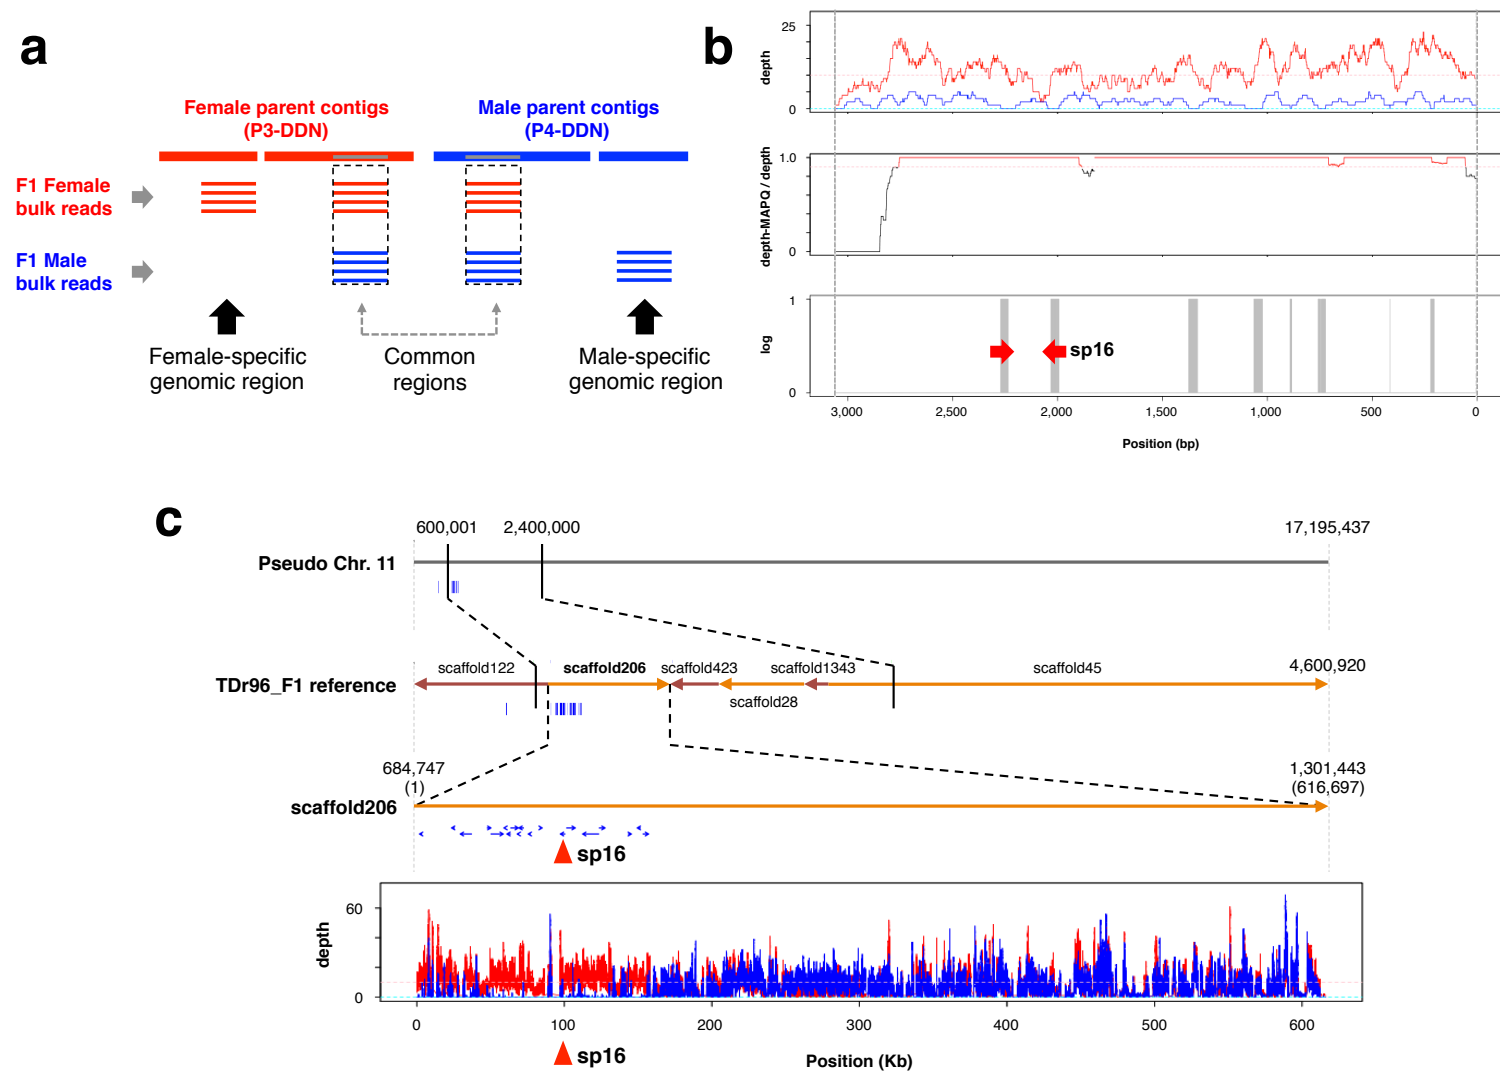 a
Female parent contigs
(P3-DDN)
Male parent contigs
(P4-DDN)
F1 Female
bulk reads
F1 Male
bulk reads
Female-specific
genomic region
Common
regions
Male-specific
genomic region
b
25
0
depth
1.0
0
depth-MAPQ / depth
1
0
log
sp16
3,000
2,500
2,000
1,500
1,000
500
0
Position (bp)
c
600,001
2,400,000
17,195,437
Pseudo Chr. 11
scaffold122
scaffold206
scaffold423
scaffold1343
scaffold45
4,600,920
TDr96_F1 reference
scaffold28
684,747
(1)
1,301,443
(616,697)
scaffold206
sp16
60
0
depth
0
100
200
300
400
500
600
sp16
Position (Kb)